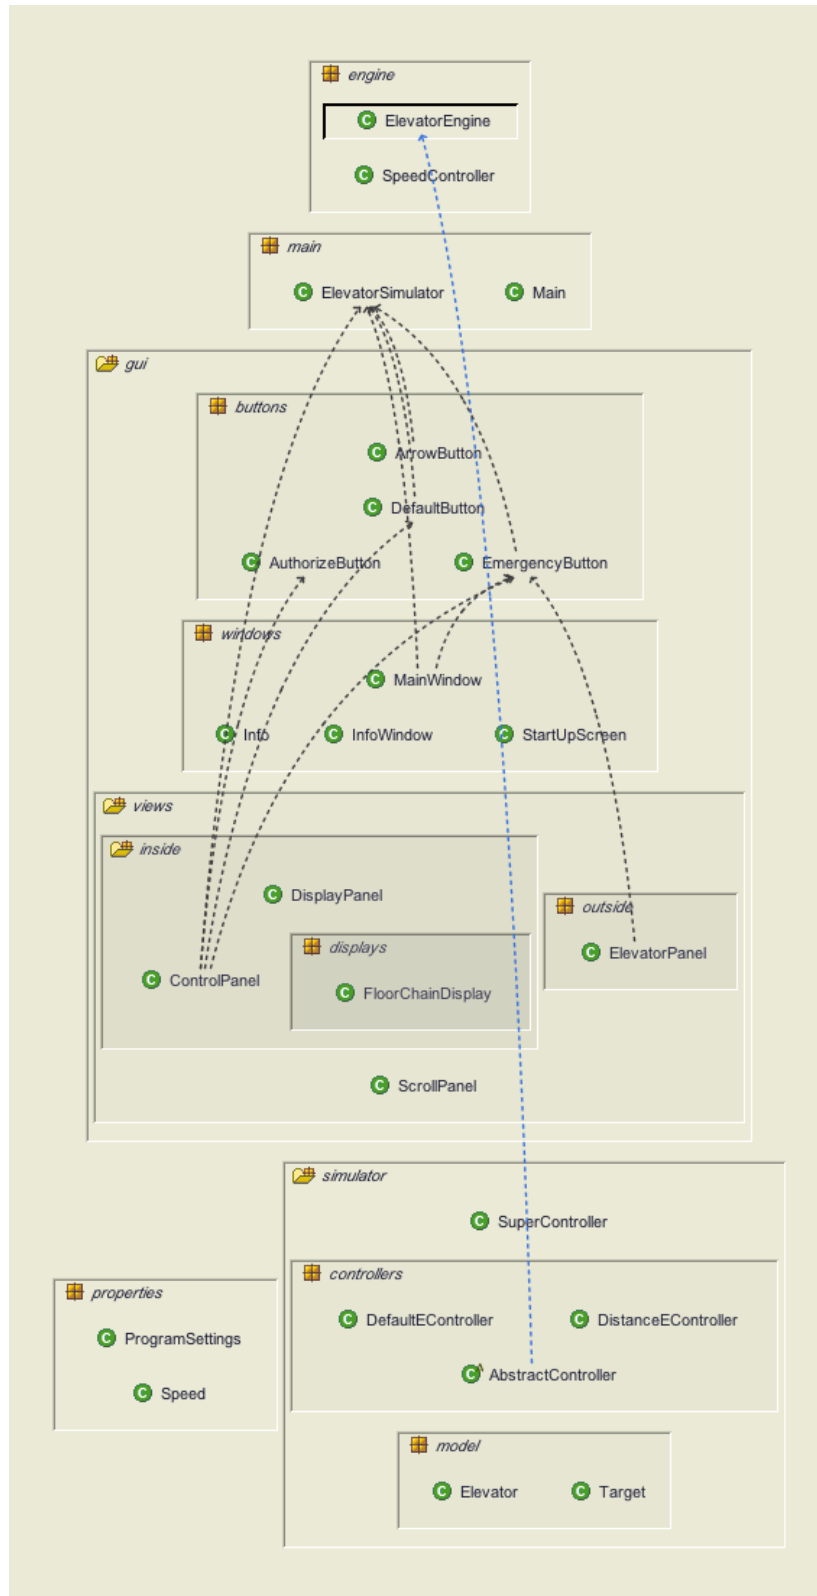 engine
C ElevatorEngine
C SpeedController
main
C ElevatorSimulator C Main
gui
buttons
C ArrowButton
C DefaultButton
C AuthorizeButton C EmergencyButton
windows
C MainWindow
C Info C InfoWindow C StartUpScreen
views
inside
C DisplayPanel
outside
displays
C ElevatorPanel
C ControlPanel
C FloorChainDisplay
C ScrollPanel
simulator
C SuperController
controllers
properties
C DefaultEController C DistanceEController
C ProgramSettings
C A AbstractController
C Speed
model
C Elevator C Target